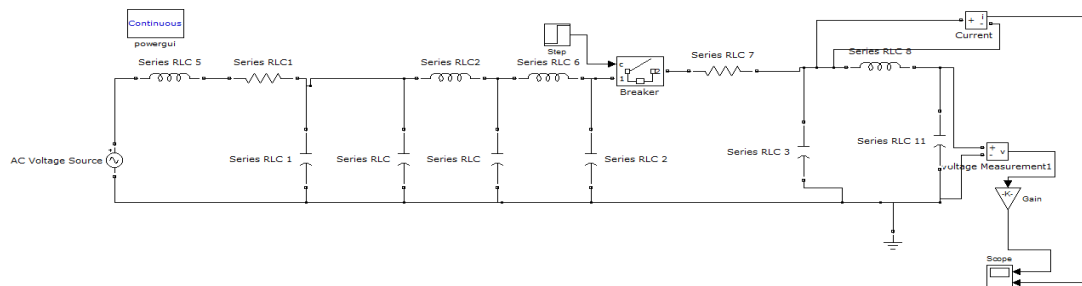 Continuous
powergui
Series RLC 5
Series RLC1
Series RLC2
Series RLC 6
Step
c
1
2
Breaker
Series RLC 7
Series RLC 8
+
-
i
Current
AC Voltage Source
+
Series RLC 1
Series RLC
Series RLC
Series RLC 2
Series RLC 3
Series RLC 11
+
-
v
Voltage Measurement1
-K-
Gain
Scope